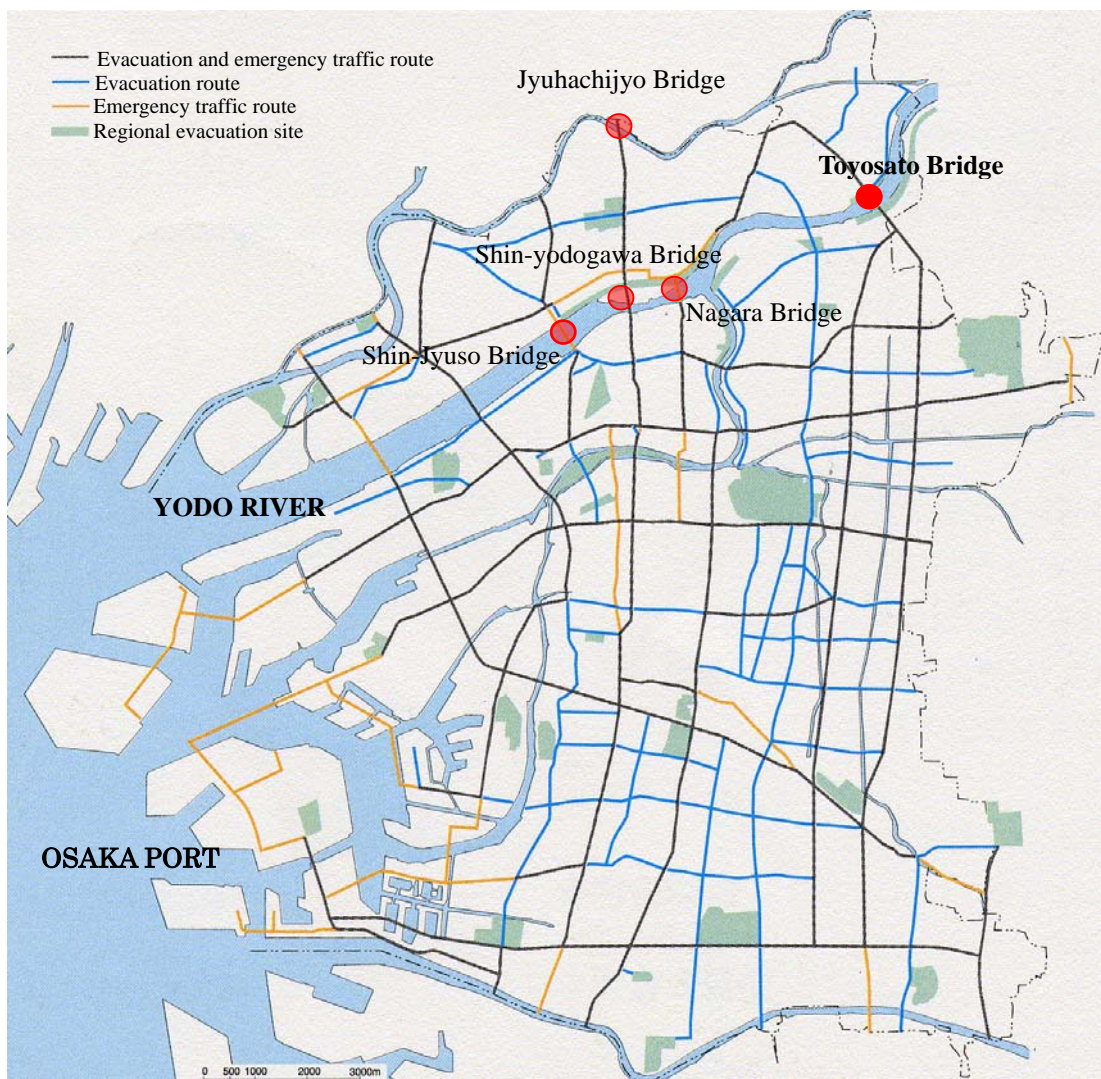 Evacuation and emergency traffic route
Evacuation route
Emergency traffic route
Regional evacuation site
Jyuhachijyo Bridge
Toyosato Bridge
Shin-yodogawa Bridge
Nagara Bridge
Shin-Jyuso Bridge
YODO RIVER
OSAKA PORT
0 500 1000 2000 3000m